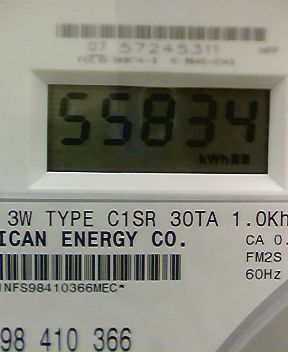 07 57245311
55834
kWh
3W TYPE C1SR 30TA 1.0Kh
ICAN ENERGY CO.
CA 0.
FM2S
60Hz
NFS98410366MEC*
98 410 366